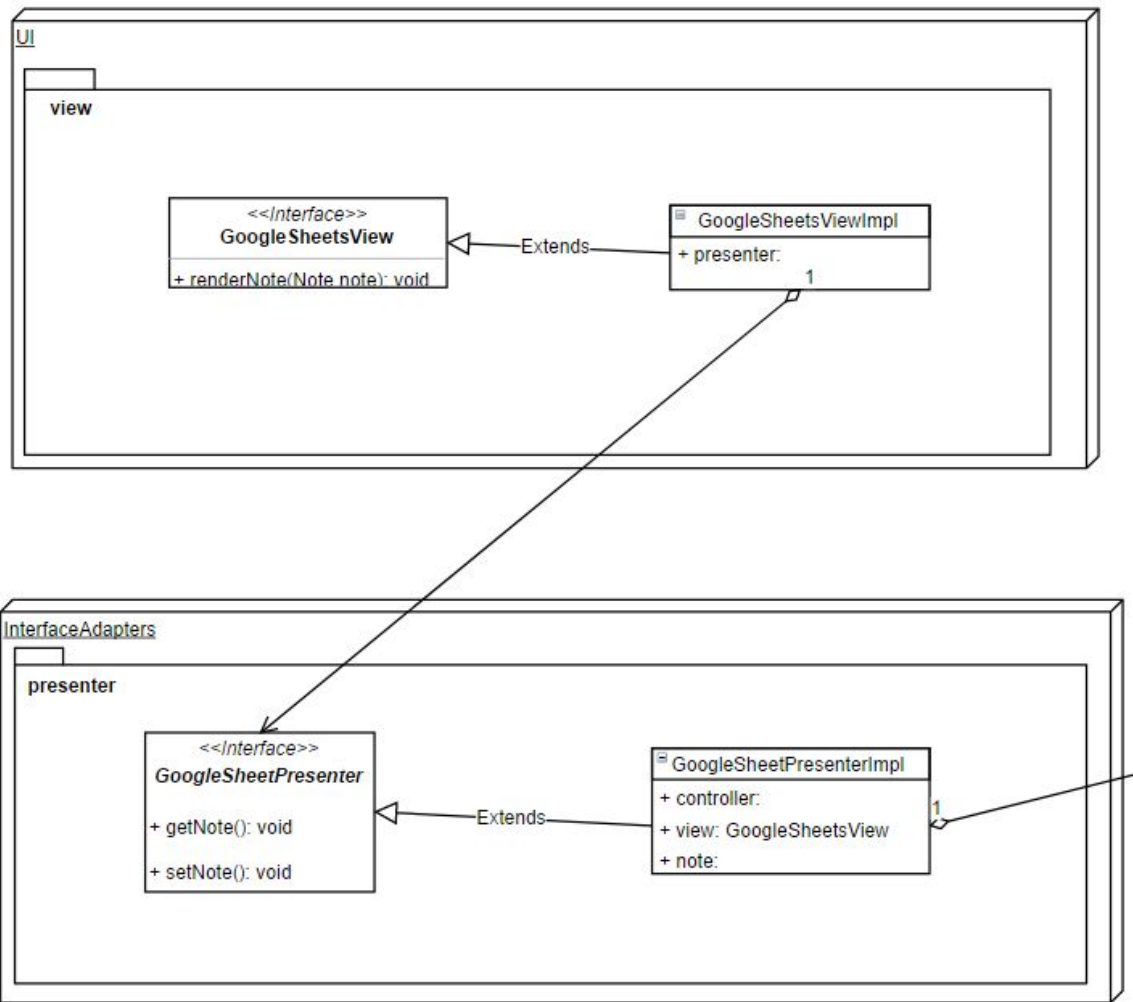 UI
view
<<Interface>>
GoogleSheetsView
+ renderNote(Note note): void
Extends
GoogleSheetsViewImpl
+ presenter:
1
InterfaceAdapters
presenter
<<Interface>>
GoogleSheetPresenter
+ getNote(): void
+ setNote(): void
Extends
GoogleSheetPresenterImpl
+ controller:
+ view: GoogleSheetsView
+ note:
1